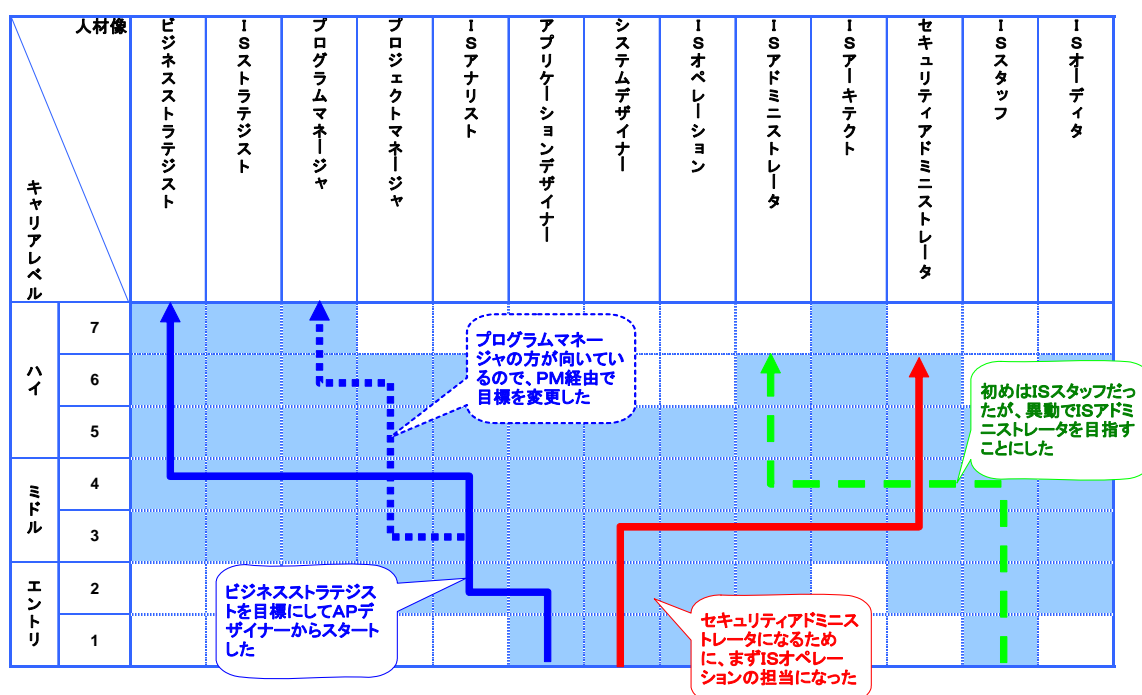 人材像
キャリアレベル
ビジネスストラテジスト
ISストラテジスト
プログラムマネージャ
プロジェクトマネージャ
ISアナリスト
アプリケーションデザイナー
システムデザイナー
ISオペレーション
ISアドミニストレータ
ISアーキテクト
セキュリティアドミニストレータ
ISスタッフ
ISオーディタ
ハイ
7
6
5
ミドル
4
3
エントリ
2
1
プログラムマネー
ジャの方が向いてい
るので、PM経由で
目標を変更した
初めはISスタッフだっ
たが、異動でISアドミ
ニストレータを目指す
ことにした
ビジネスストラテジス
トを目標にしてAPデ
ザイナーからスタート
した
セキュリティアドミニス
トレータになるため
に、まずISオペレー
ションの担当になった